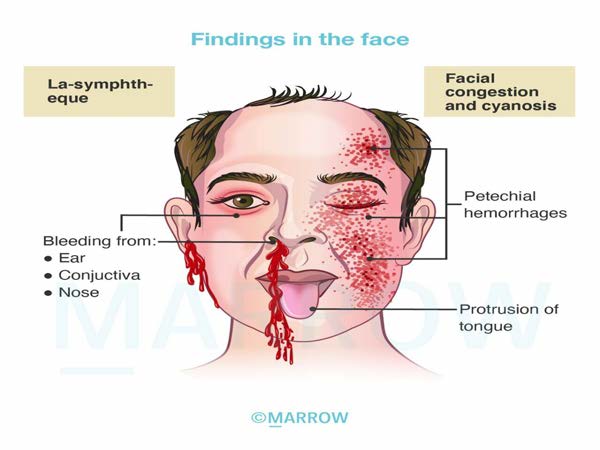 Findings in the face
La-symphth-
eque
Facial
congestion
and cyanosis
Petechial
hemorrhages
Bleeding from:
• Ear
• Conjuctiva
• Nose
Protrusion of
tongue
MARROW
©MARROW